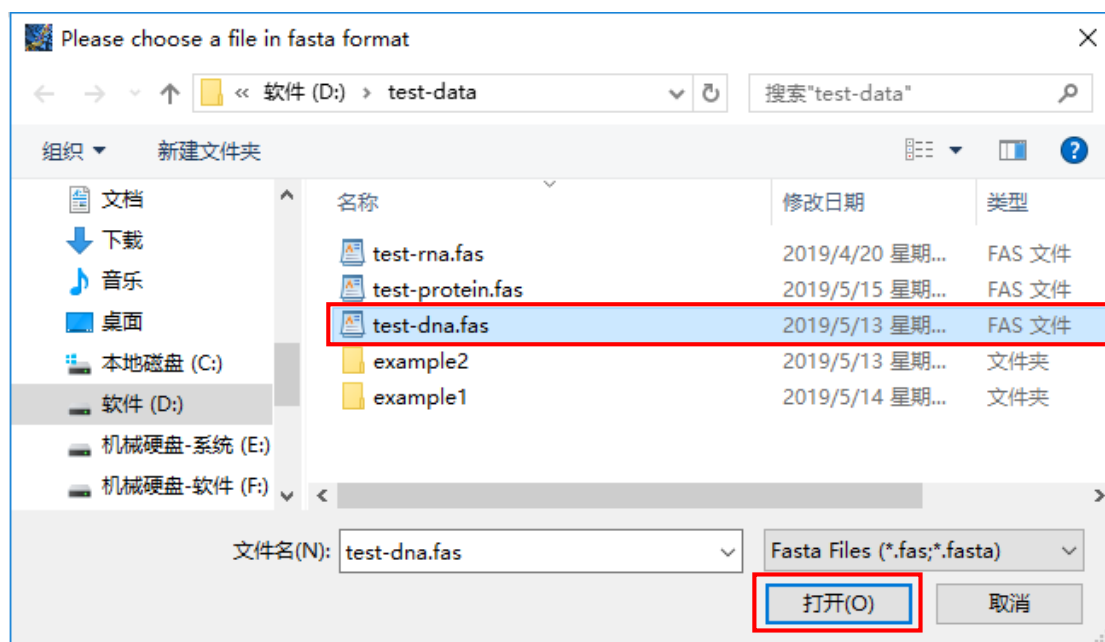 Please choose a file in fasta format
« 软件 (D:) › test-data
搜索"test-data"
组织
新建文件夹
文档
下载
音乐
桌面
本地磁盘 (C:)
软件 (D:)
机械硬盘-系统 (E:)
机械硬盘-软件 (F:)
名称 修改日期 类型
test-rna.fas 2019/4/20 星期... FAS 文件
test-protein.fas 2019/5/15 星期... FAS 文件
test-dna.fas 2019/5/13 星期... FAS 文件
example2 2019/5/13 星期... 文件夹
example1 2019/5/14 星期... 文件夹
文件名(N): test-dna.fas
Fasta Files (*.fas;*.fasta)
打开(O) 取消